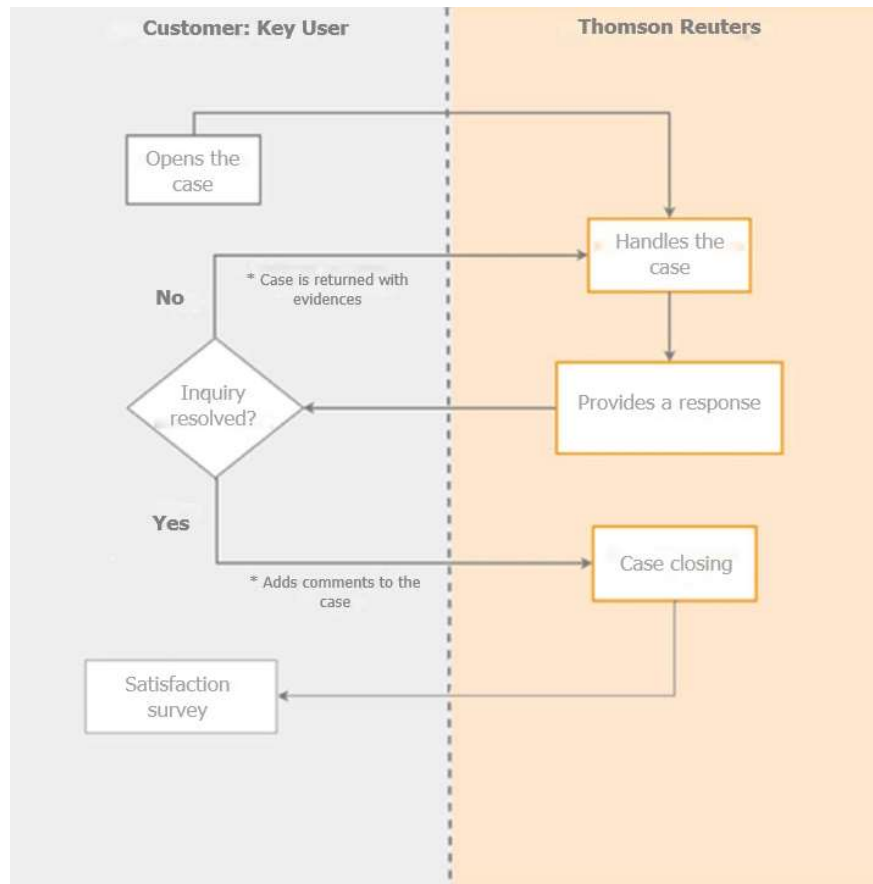 Customer: Key User
Thomson Reuters
Opens the
case
Handles the
case
* Case is returned with
evidences
No
Inquiry
resolved?
Provides a response
Yes
Case closing
* Adds comments to the
case
Satisfaction
survey